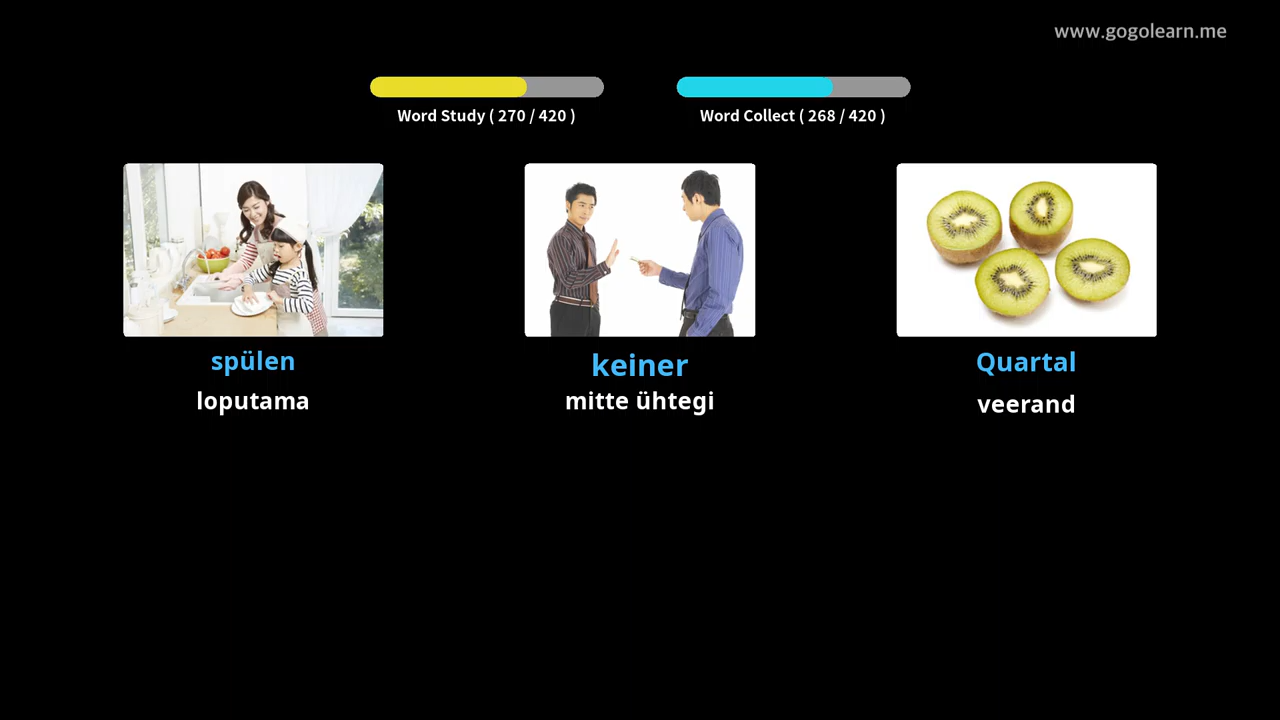 www.gogolearn.me
Word Study ( 270 / 420 )
Word Collect ( 268 / 420 )
spülen
loputama
keiner
mitte ühtegi
Quartal
veerand